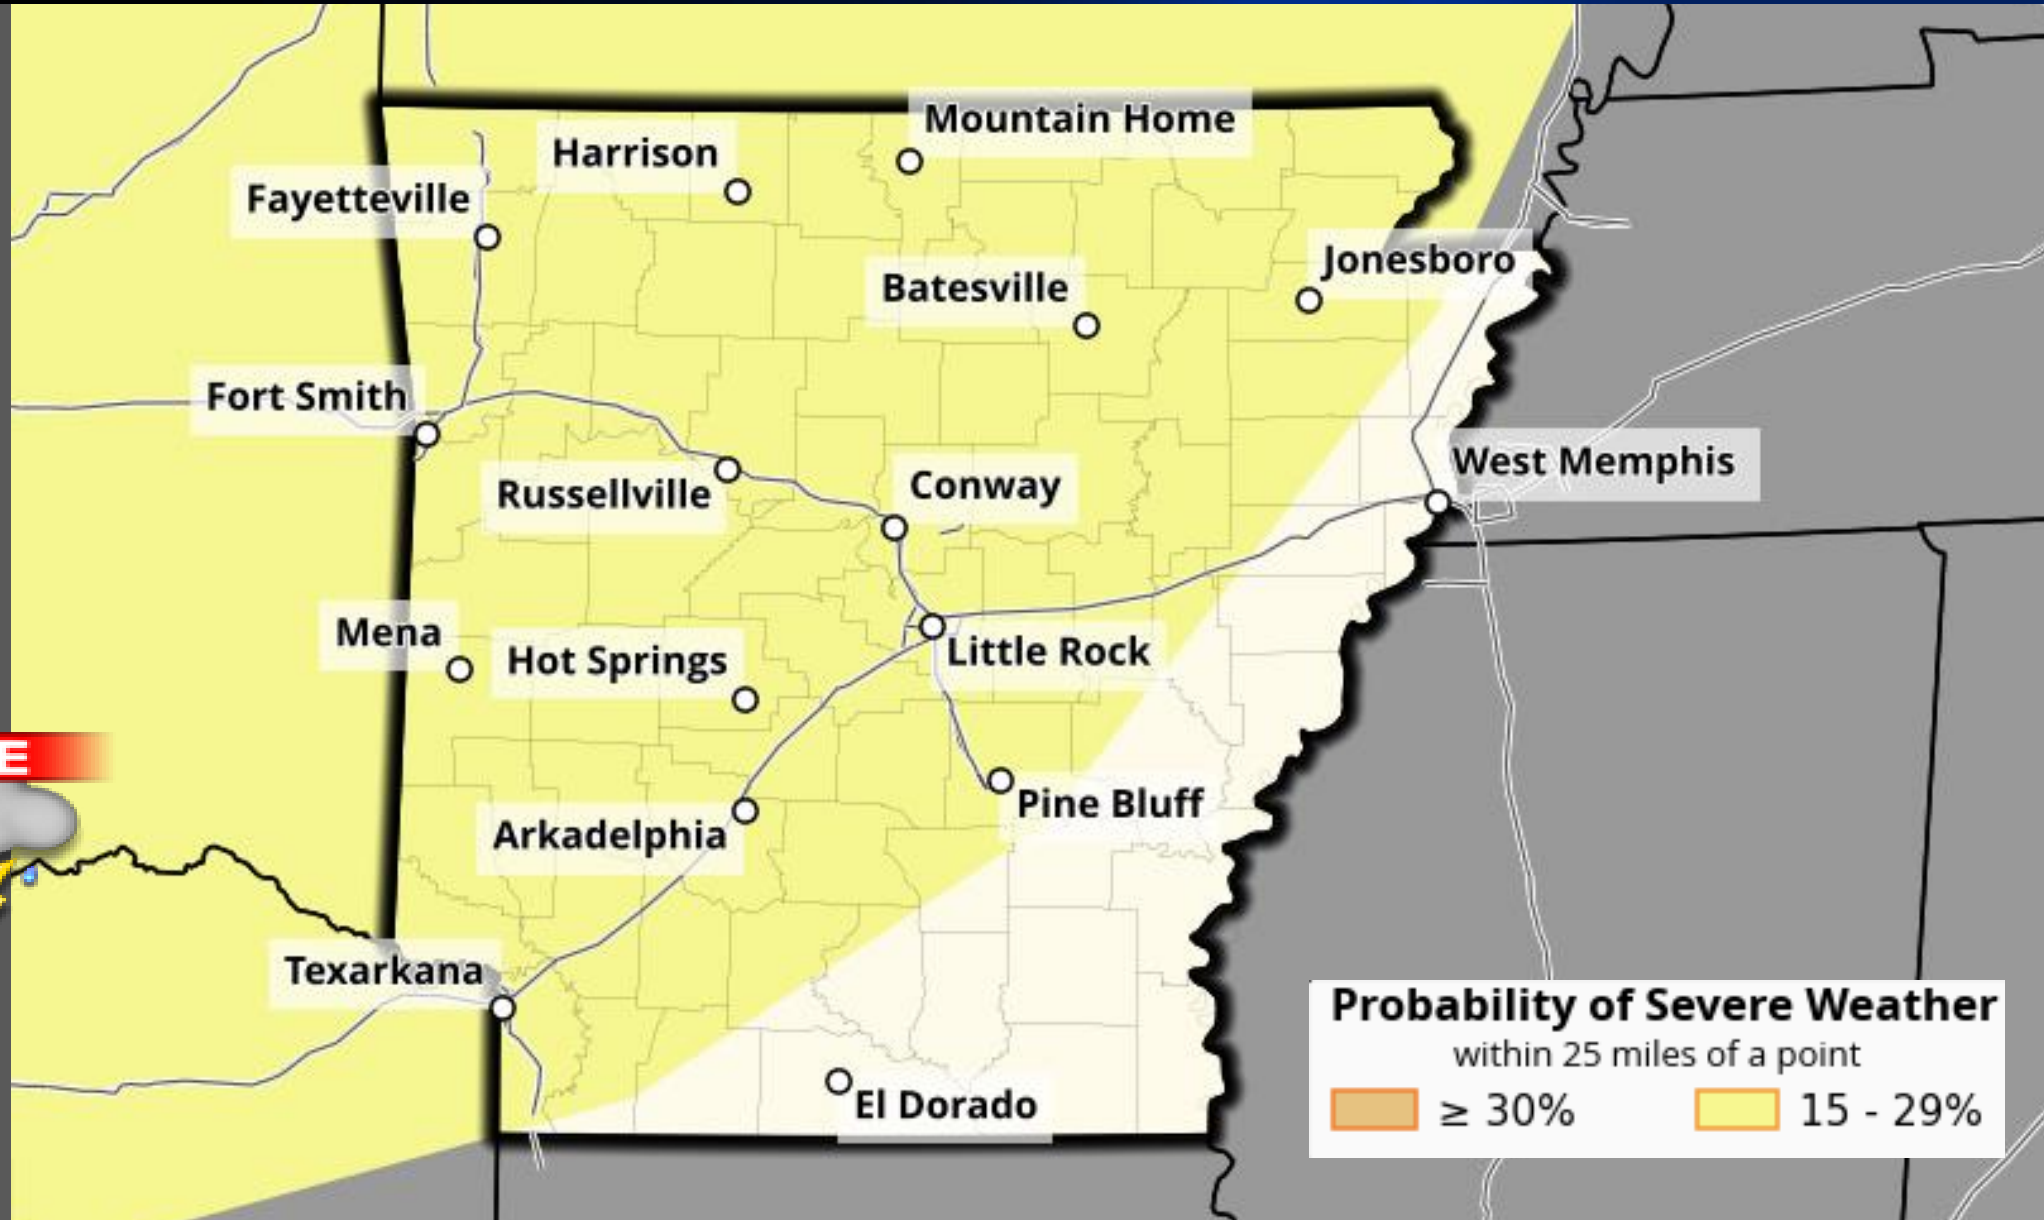 Mountain Home
Harrison
Fayetteville
Jonesboro
Batesville
Fort Smith
West Memphis
Russellville
Conway
Mena
Hot Springs
Little Rock
E
Pine Bluff
Arkadelphia
Texarkana
El Dorado
Probability of Severe Weather
within 25 miles of a point
≥ 30%
15 - 29%